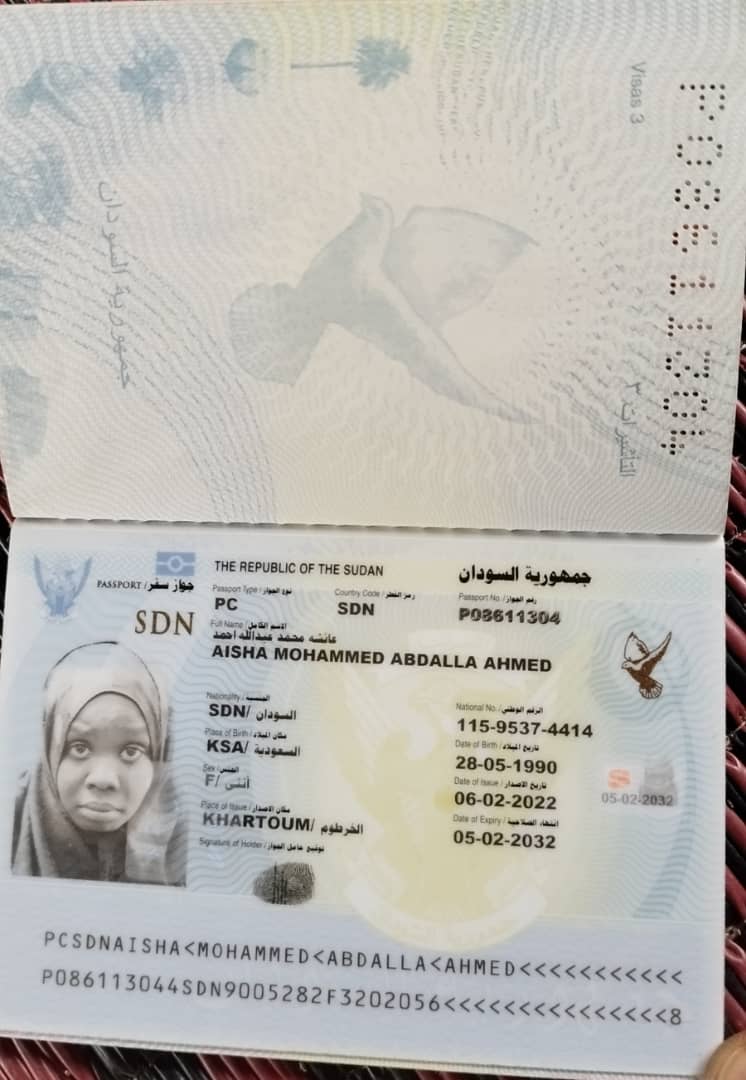 Visas 3
P08611304
جمهورية السودان
التأشيرات ٣
PASSPORT / جواز سفر
THE REPUBLIC OF THE SUDAN
جمهورية السودان
SDN
Passport Type / نوع الجواز
Country Code / رمز القطر
Passport No. / رقم الجواز
PC
SDN
P08611304
Full Name / الاسم الكامل
عائشه محمد عبدالله احمد
AISHA MOHAMMED ABDALLA AHMED
Nationality / الجنسية
SDN/ السودان
National No. / الرقم الوطني
115-9537-4414
Place of Birth / مكان الميلاد
KSA/ السعودية
Date of Birth / تاريخ الميلاد
28-05-1990
Sex / الجنس
F/ أنثى
Date of Issue / تاريخ الاصدار
06-02-2022
Place of Issue / مكان الاصدار
KHARTOUM/ الخرطوم
Date of Expiry / انتهاء الصلاحية
05-02-2032
S
05-02-2032
Signature of Holder / توقيع حامل الجواز
PCSDNAISHA<MOHAMMED<ABDALLA<AHMED<<<<<<<<<<<
P086113044SDN9005282F3202056<<<<<<<<<<<<<<<8